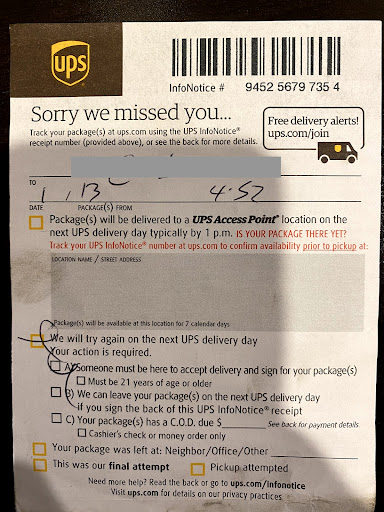 ups
InfoNotice # 9452 5679 735 4
Sorry we missed you...
Track your package(s) at ups.com using the UPS InfoNotice®
receipt number (provided above), or see the back for more details.
Free delivery alerts!
ups.com/join
TO
1, 13 4:52
DATE PACKAGE(S) FROM
Package(s) will be delivered to a UPS Access Point® location on the
next UPS delivery day typically by 1 p.m. IS YOUR PACKAGE THERE YET?
Track your UPS InfoNotice® number at ups.com to confirm availability prior to pickup at:
LOCATION NAME / STREET ADDRESS
Package(s) will be available at this location for 7 calendar days
We will try again on the next UPS delivery day
Your action is required.
A) Someone must be here to accept delivery and sign for your package(s)
Must be 21 years of age or older
B) We can leave your package(s) on the next UPS delivery day
if you sign the back of this UPS InfoNotice® receipt
C) Your package(s) has a C.O.D. due $ See back for payment details.
Cashier's check or money order only
Your package was left at: Neighbor/Office/Other
This was our final attempt Pickup attempted
Need more help? Read the back or go to ups.com/infonotice
Visit ups.com for details on our privacy practices.